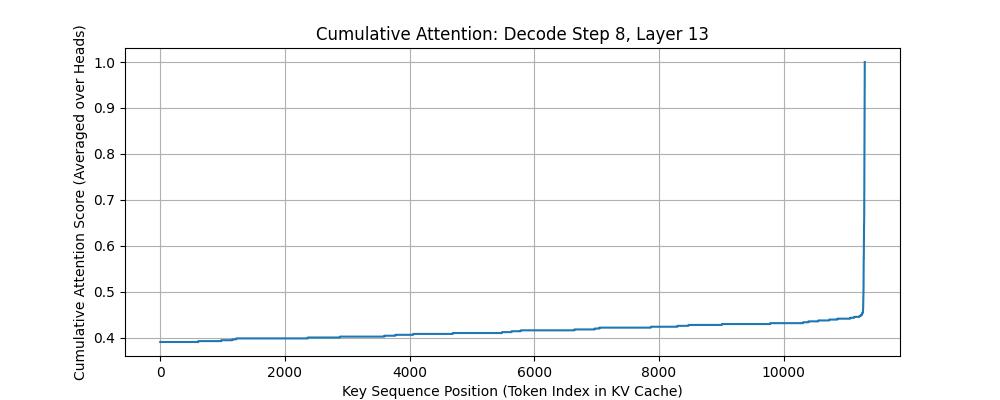 Cumulative Attention: Decode Step 8, Layer 13
Cumulative Attention Score (Averaged over Heads)
1.0
0.9
0.8
0.7
0.6
0.5
0.4
0 2000 4000 6000 8000 10000
Key Sequence Position (Token Index in KV Cache)